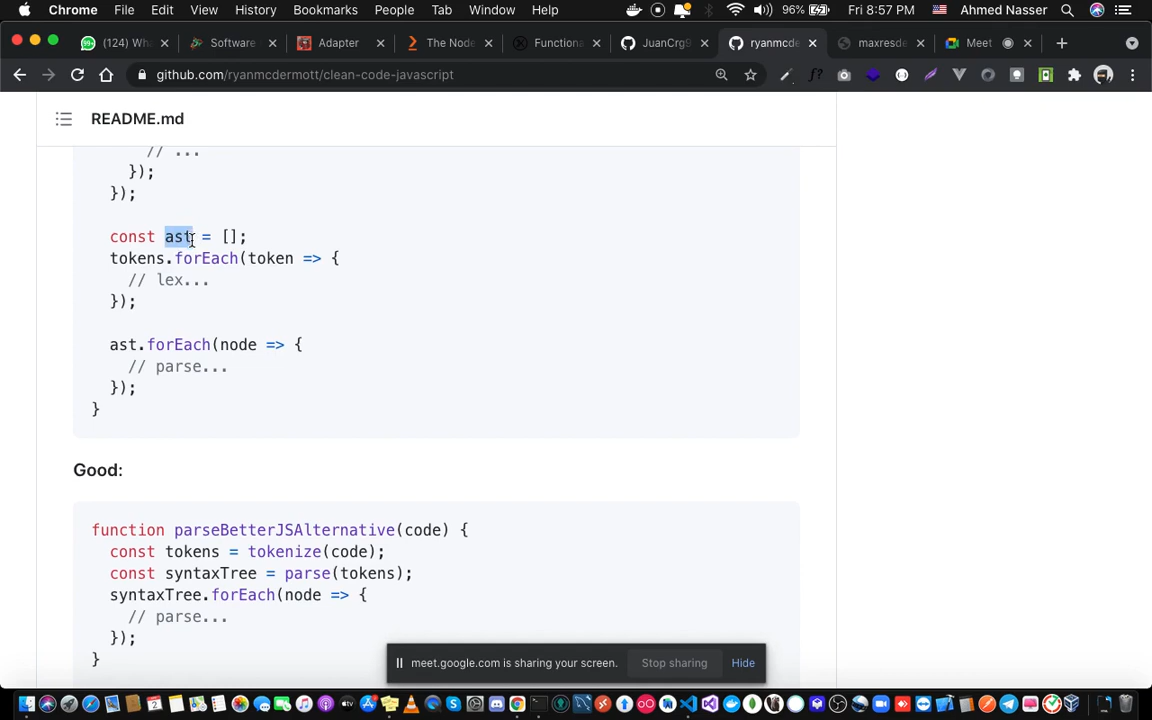 Chrome File Edit View History Bookmarks People Tab Window Help 96% Fri 8:57 PM Ahmed Nasser
(124) Wha Software Adapter The Node Functiona JuanCrg9 ryanmcde maxresde Meet
github.com/ryanmcdermott/clean-code-javascript
README.md
// ...
});
});
const ast = [];
tokens.forEach(token => {
// lex...
});
ast.forEach(node => {
// parse...
});
}
Good:
function parseBetterJSAlternative(code) {
const tokens = tokenize(code);
const syntaxTree = parse(tokens);
syntaxTree.forEach(node => {
// parse...
});
}
meet.google.com is sharing your screen. Stop sharing Hide